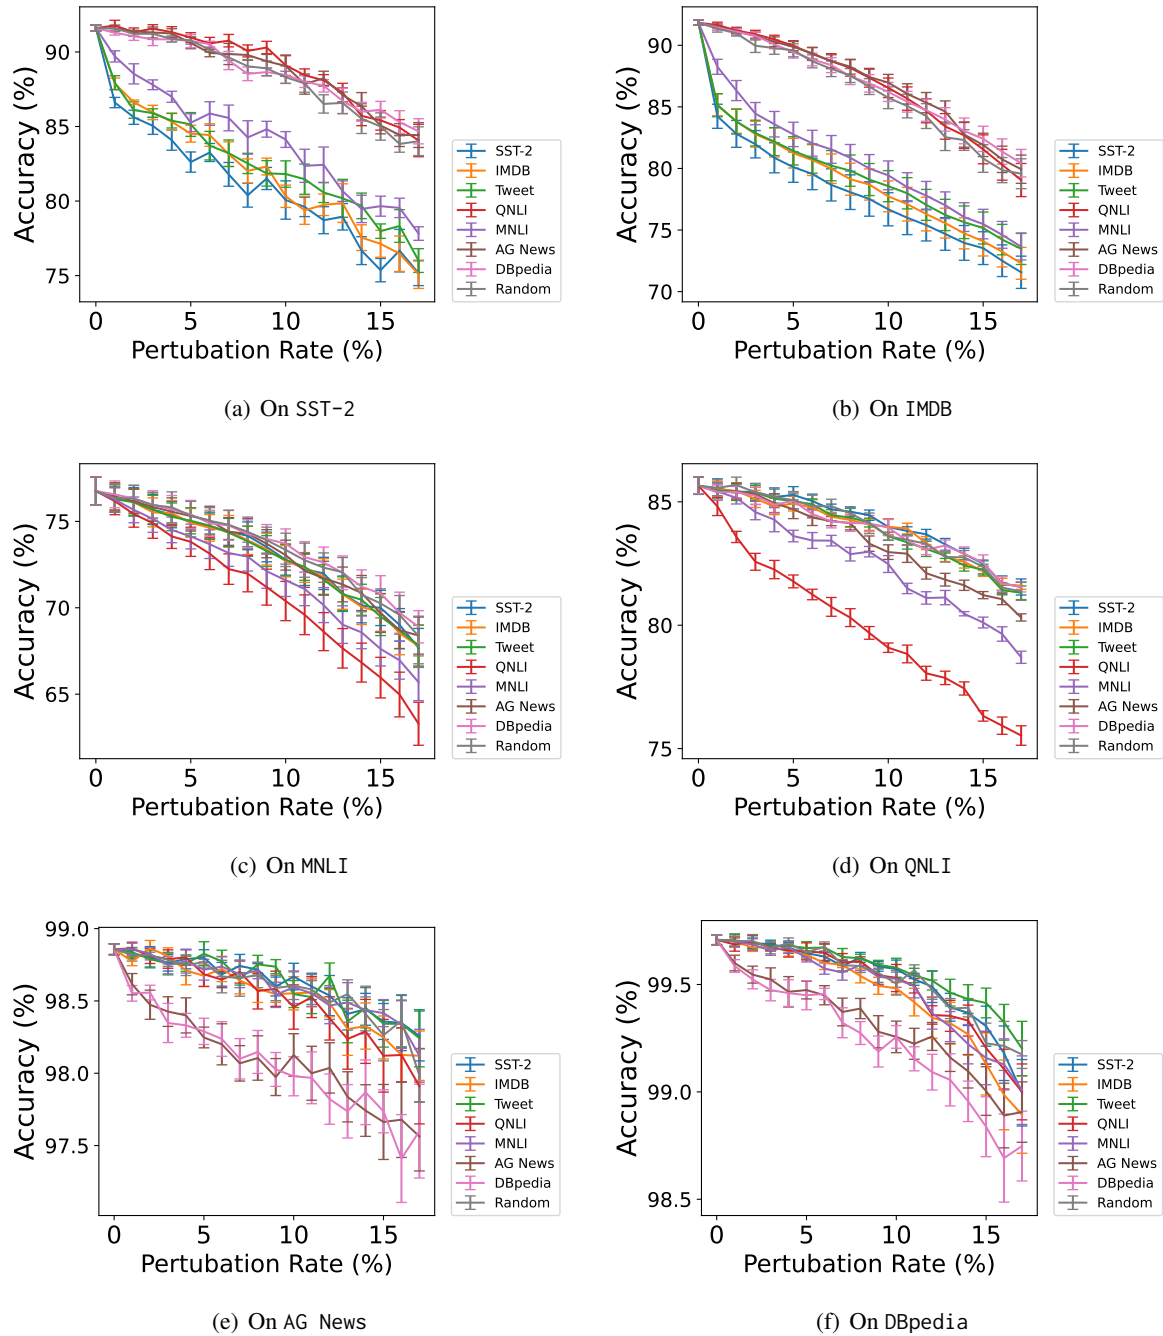 90
85
80
75
Accuracy (%)
0 5 10 15
Pertubation Rate (%)
SST-2
IMDB
Tweet
QNLI
MNLI
AG News
DBpedia
Random
(a) On SST-2
90
85
80
75
70
Accuracy (%)
0 5 10 15
Pertubation Rate (%)
SST-2
IMDB
Tweet
QNLI
MNLI
AG News
DBpedia
Random
(b) On IMDB
75
70
65
Accuracy (%)
0 5 10 15
Pertubation Rate (%)
SST-2
IMDB
Tweet
QNLI
MNLI
AG News
DBpedia
Random
(c) On MNLI
85
80
75
Accuracy (%)
0 5 10 15
Pertubation Rate (%)
SST-2
IMDB
Tweet
QNLI
MNLI
AG News
DBpedia
Random
(d) On QNLI
99.0
98.5
98.0
97.5
Accuracy (%)
0 5 10 15
Pertubation Rate (%)
SST-2
IMDB
Tweet
QNLI
MNLI
AG News
DBpedia
Random
(e) On AG News
99.5
99.0
98.5
Accuracy (%)
0 5 10 15
Pertubation Rate (%)
SST-2
IMDB
Tweet
QNLI
MNLI
AG News
DBpedia
Random
(f) On DBpedia